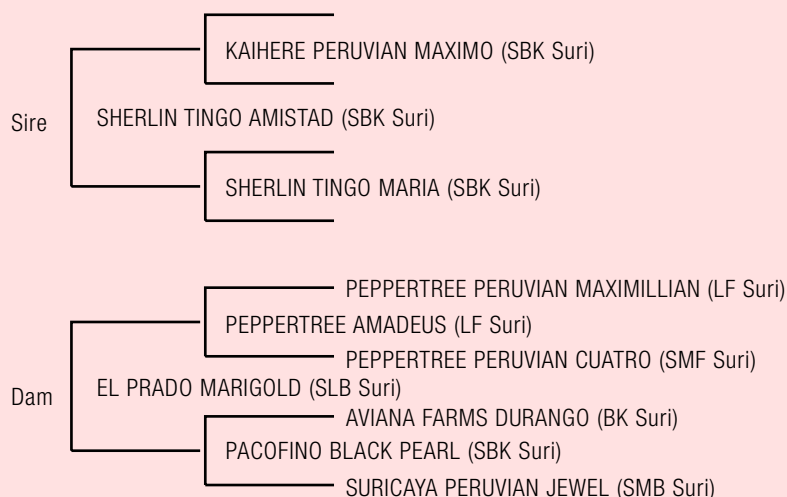 KAIHERE PERUVIAN MAXIMO (SBK Suri)
Sire
SHERLIN TINGO AMISTAD (SBK Suri)
SHERLIN TINGO MARIA (SBK Suri)
PEPPERTREE PERUVIAN MAXIMILLIAN (LF Suri)
PEPPERTREE AMADEUS (LF Suri)
PEPPERTREE PERUVIAN CUATRO (SMF Suri)
Dam
EL PRADO MARIGOLD (SLB Suri)
AVIANA FARMS DURANGO (BK Suri)
PACOFINO BLACK PEARL (SBK Suri)
SURICAYA PERUVIAN JEWEL (SMB Suri)